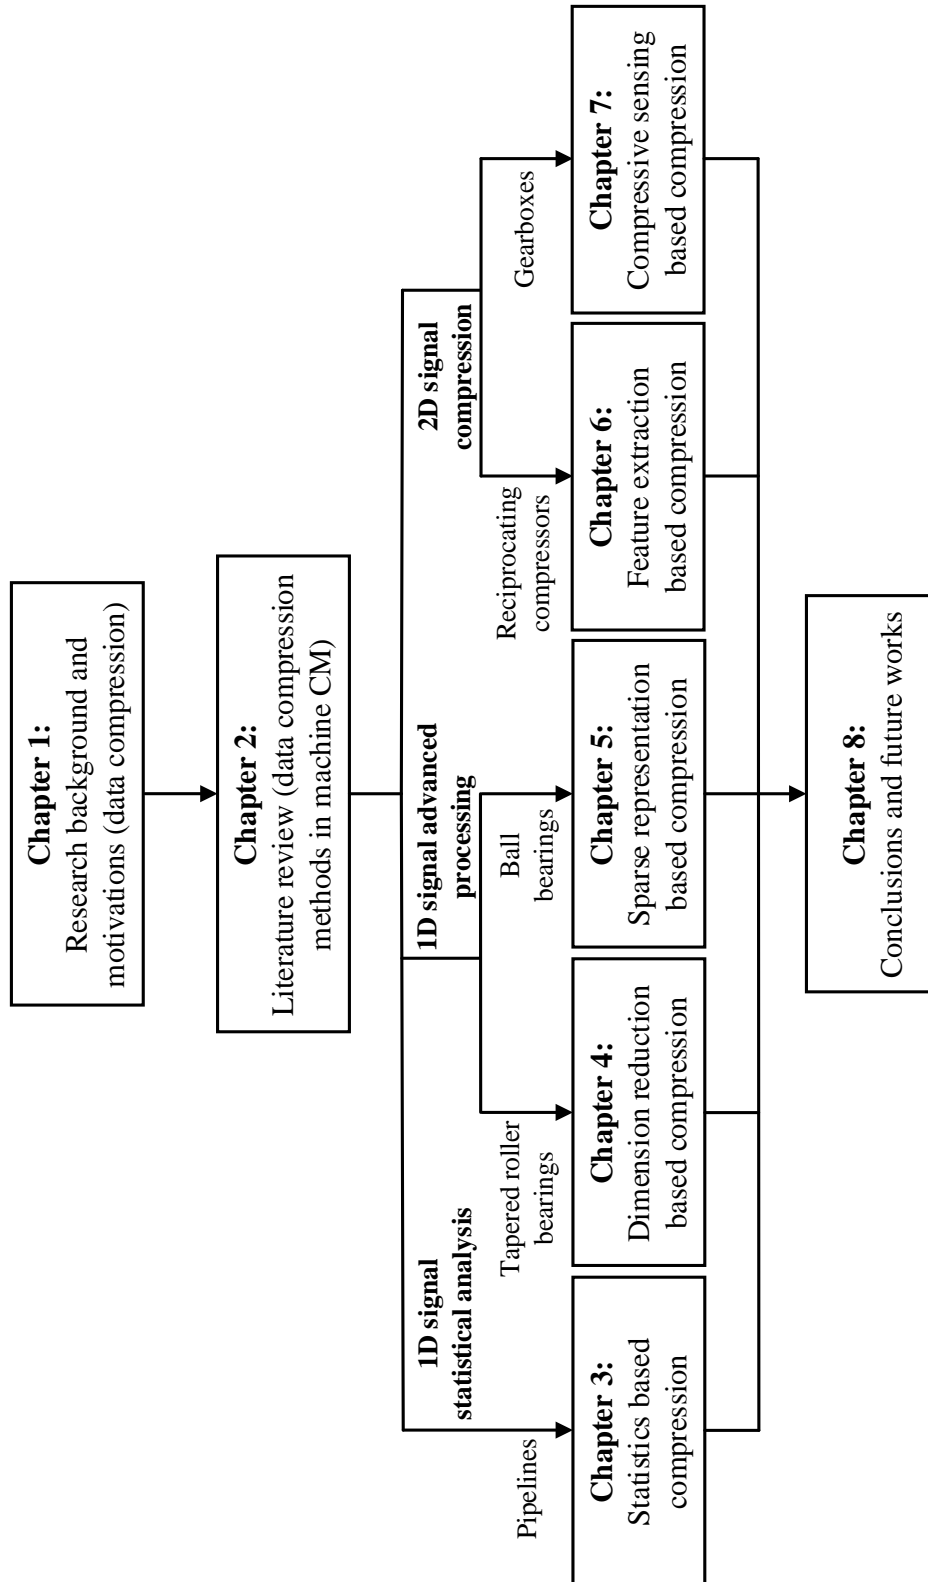 Chapter 1:
Research background and
motivations (data compression)
Chapter 2:
Literature review (data compression
methods in machine CM)
1D signal
statistical analysis
1D signal advanced
processing
2D signal
compression
Pipelines
Tapered roller
bearings
Ball
bearings
Reciprocating
compressors
Gearboxes
Chapter 3:
Statistics based
compression
Chapter 4:
Dimension reduction
based compression
Chapter 5:
Sparse representation
based compression
Chapter 6:
Feature extraction
based compression
Chapter 7:
Compressive sensing
based compression
Chapter 8:
Conclusions and future works